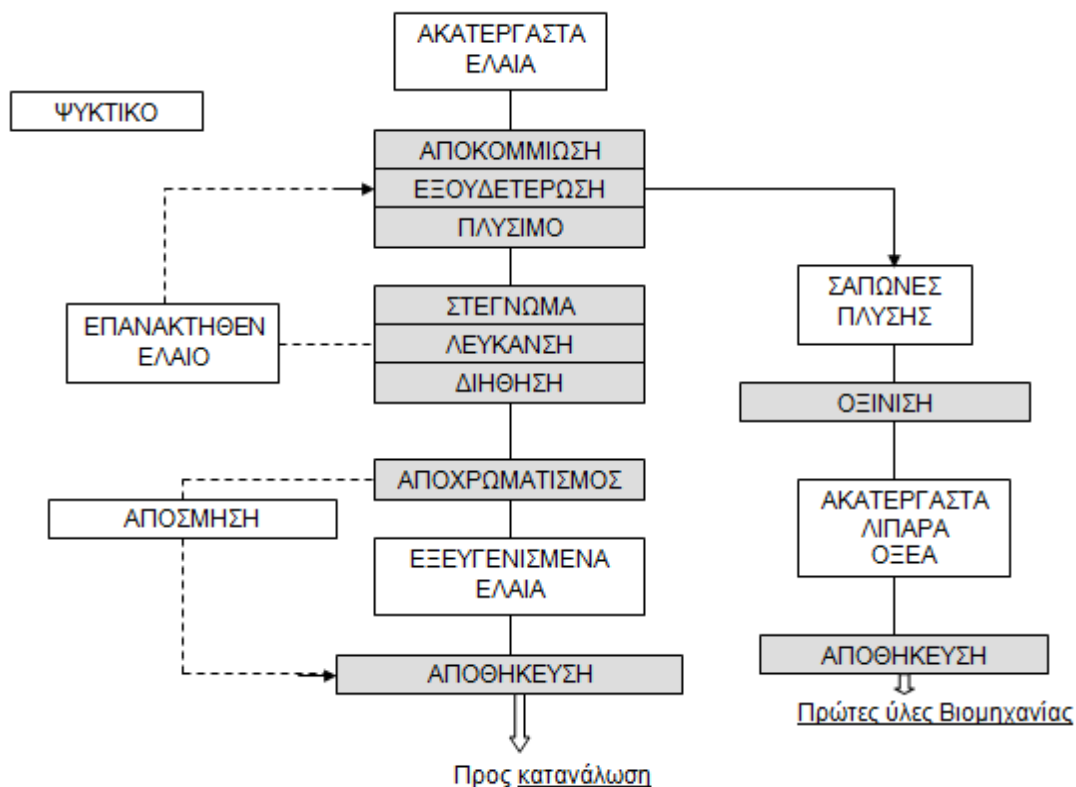 ΑΚΑΤΕΡΓΑΣΤΑ
ΕΛΑΙΑ
ΨΥΚΤΙΚΟ
ΑΠΟΚΟΜΜΙΩΣΗ
ΕΞΟΥΔΕΤΕΡΩΣΗ
ΠΛΥΣΙΜΟ
ΣΑΠΩΝΕΣ
ΠΛΥΣΗΣ
ΣΤΕΓΝΩΜΑ
ΛΕΥΚΑΝΣΗ
ΔΙΗΘΗΣΗ
ΕΠΑΝΑΚΤΗΘΕΝ
ΕΛΑΙΟ
ΟΞΙΝΙΣΗ
ΑΠΟΧΡΩΜΑΤΙΣΜΟΣ
ΑΠΟΣΜΗΣΗ
ΑΚΑΤΕΡΓΑΣΤΑ
ΛΙΠΑΡΑ
ΟΞΕΑ
ΕΞΕΥΓΕΝΙΣΜΕΝΑ
ΕΛΑΙΑ
ΑΠΟΘΗΚΕΥΣΗ
ΑΠΟΘΗΚΕΥΣΗ
Πρώτες ύλες Βιομηχανίας
Προς κατανάλωση